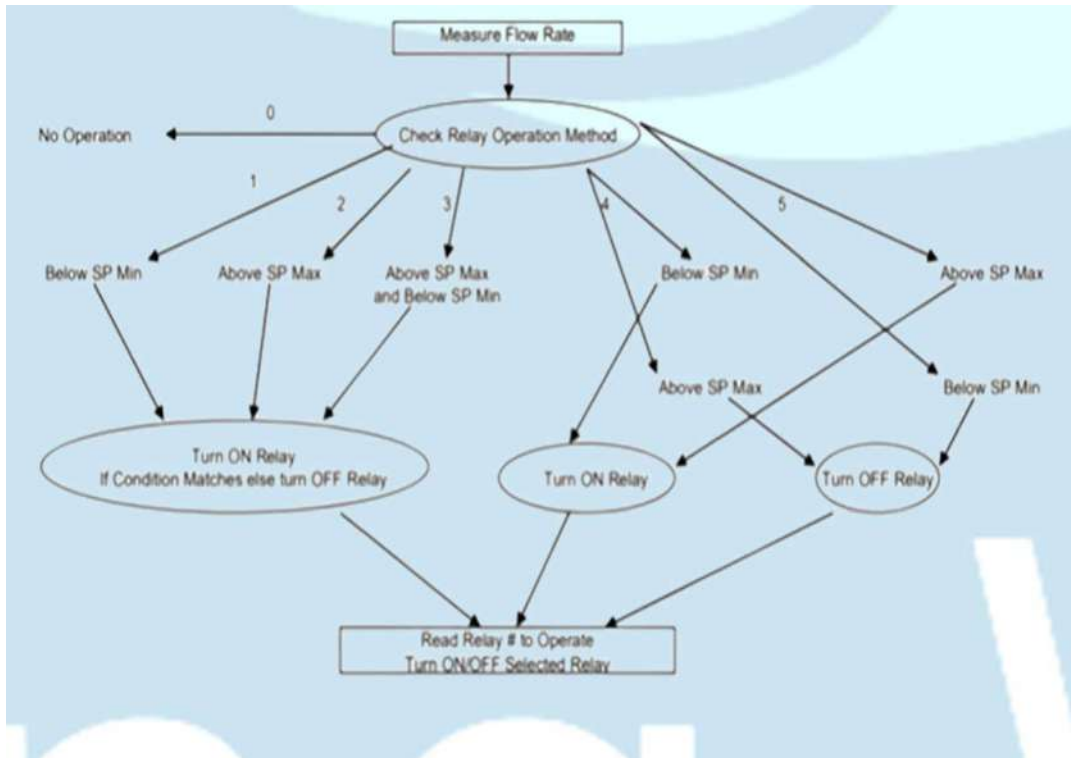 Measure Flow Rate
Check Relay Operation Method
0
No Operation
1
2
3
4
5
Below SP Min
Above SP Max
Above SP Max
and Below SP Min
Below SP Min
Above SP Max
Above SP Max
Below SP Min
Turn ON Relay
If Condition Matches else turn OFF Relay
Turn ON Relay
Turn OFF Relay
Read Relay # to Operate
Turn ON/OFF Selected Relay